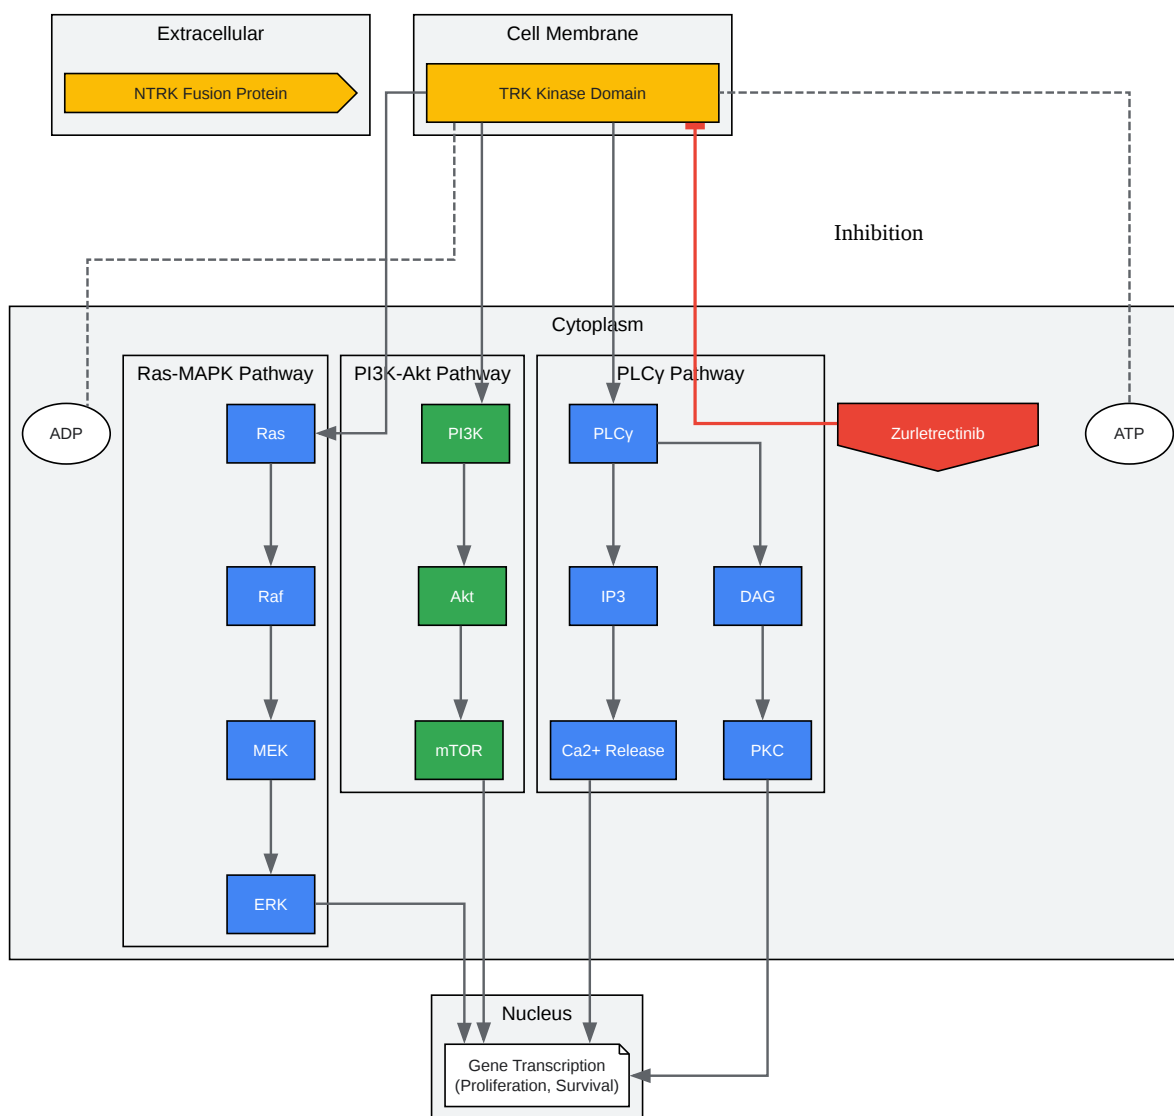 Extracellular
Cell Membrane
NTRK Fusion Protein
TRK Kinase Domain
Inhibition
Cytoplasm
Ras-MAPK Pathway
PI3K-Akt Pathway
PLCγ Pathway
ADP
Ras
PI3K
PLCγ
Zurletrectinib
ATP
Raf
Akt
IP3
DAG
MEK
mTOR
Ca2+ Release
PKC
ERK
Nucleus
Gene Transcription
(Proliferation, Survival)